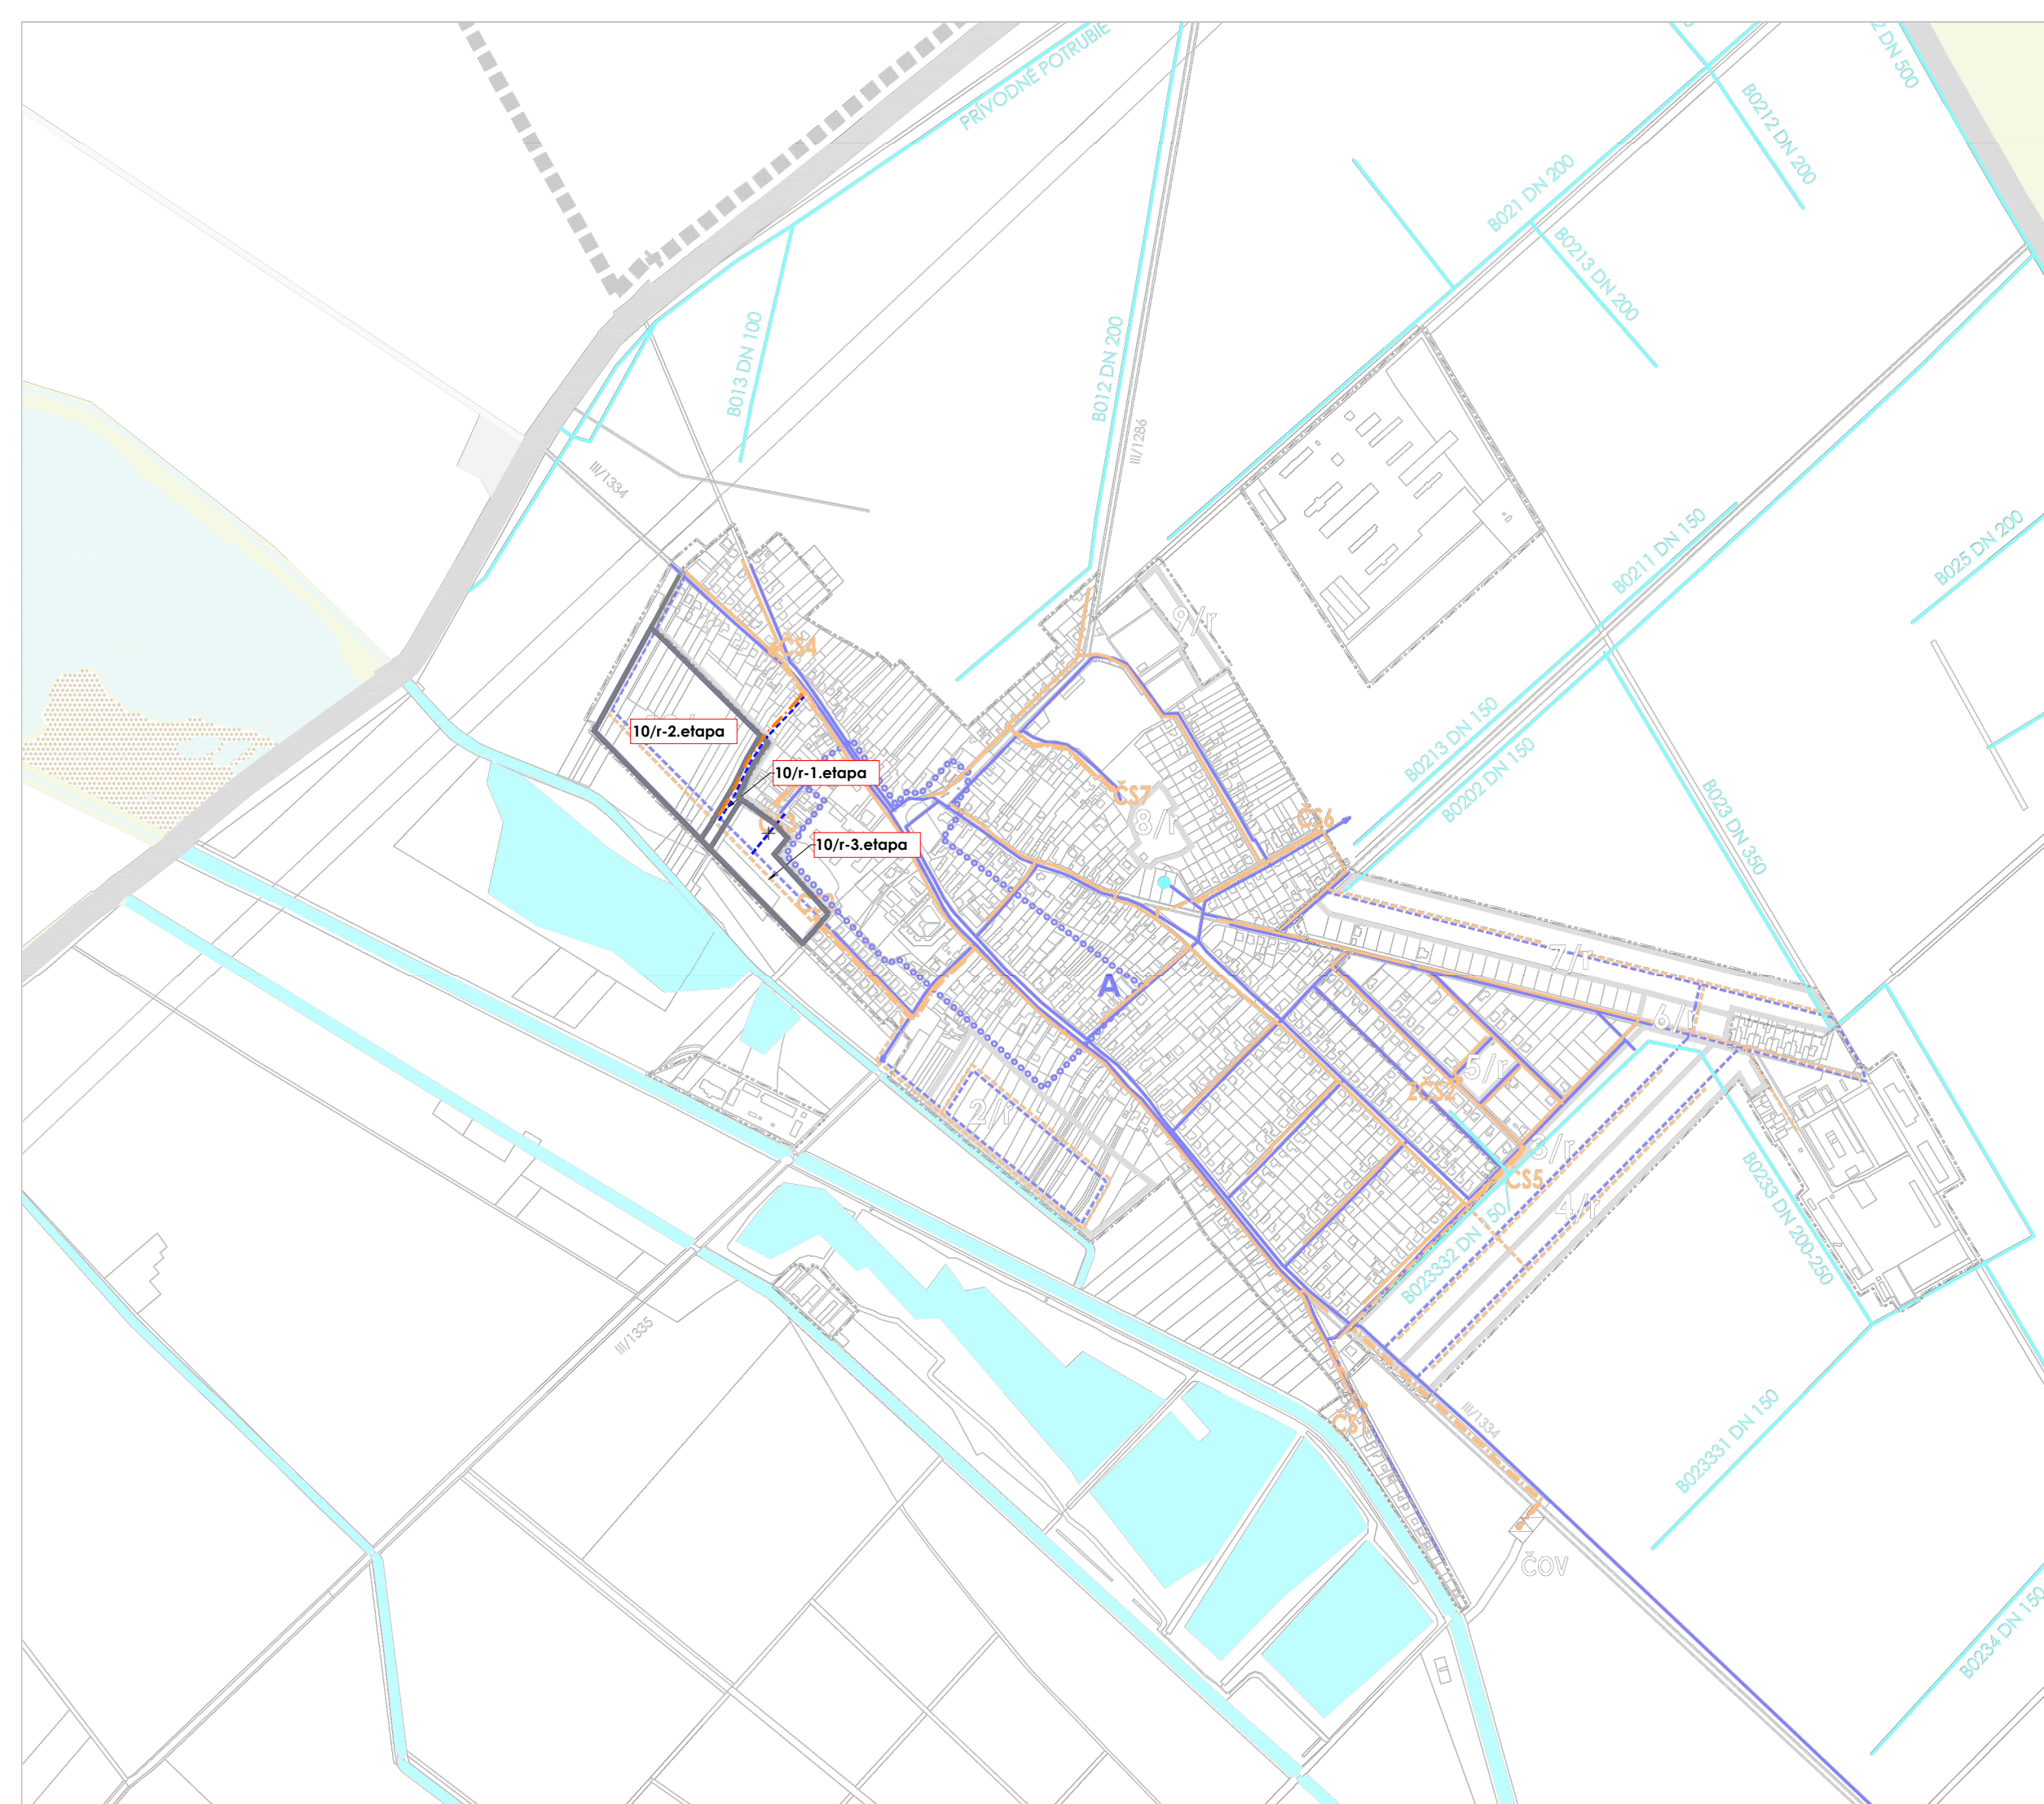 PRÍVODNÉ POTRUBIE
DN 500
B0212 DN 200
B021 DN 200
B0213 DN 200
B013 DN 100
B012 DN 200
III/1286
III/1334
B0211 DN 150
B025 DN 200
9/r
ČS4
10/r-2.etapa
10/r-1.etapa
10/r-3.etapa
ČS7
8/r
ČS6
B0213 DN 150
B0202 DN 150
B023 DN 350
7/r
A
6/r
5/r
2ČS2
2/r
3/r
ČS5
4/r
B023332 DN 150
B0233 DN 200-250
III/1335
ČS1
III/1334
B023331 DN 150
ČOV
B0234 DN 150